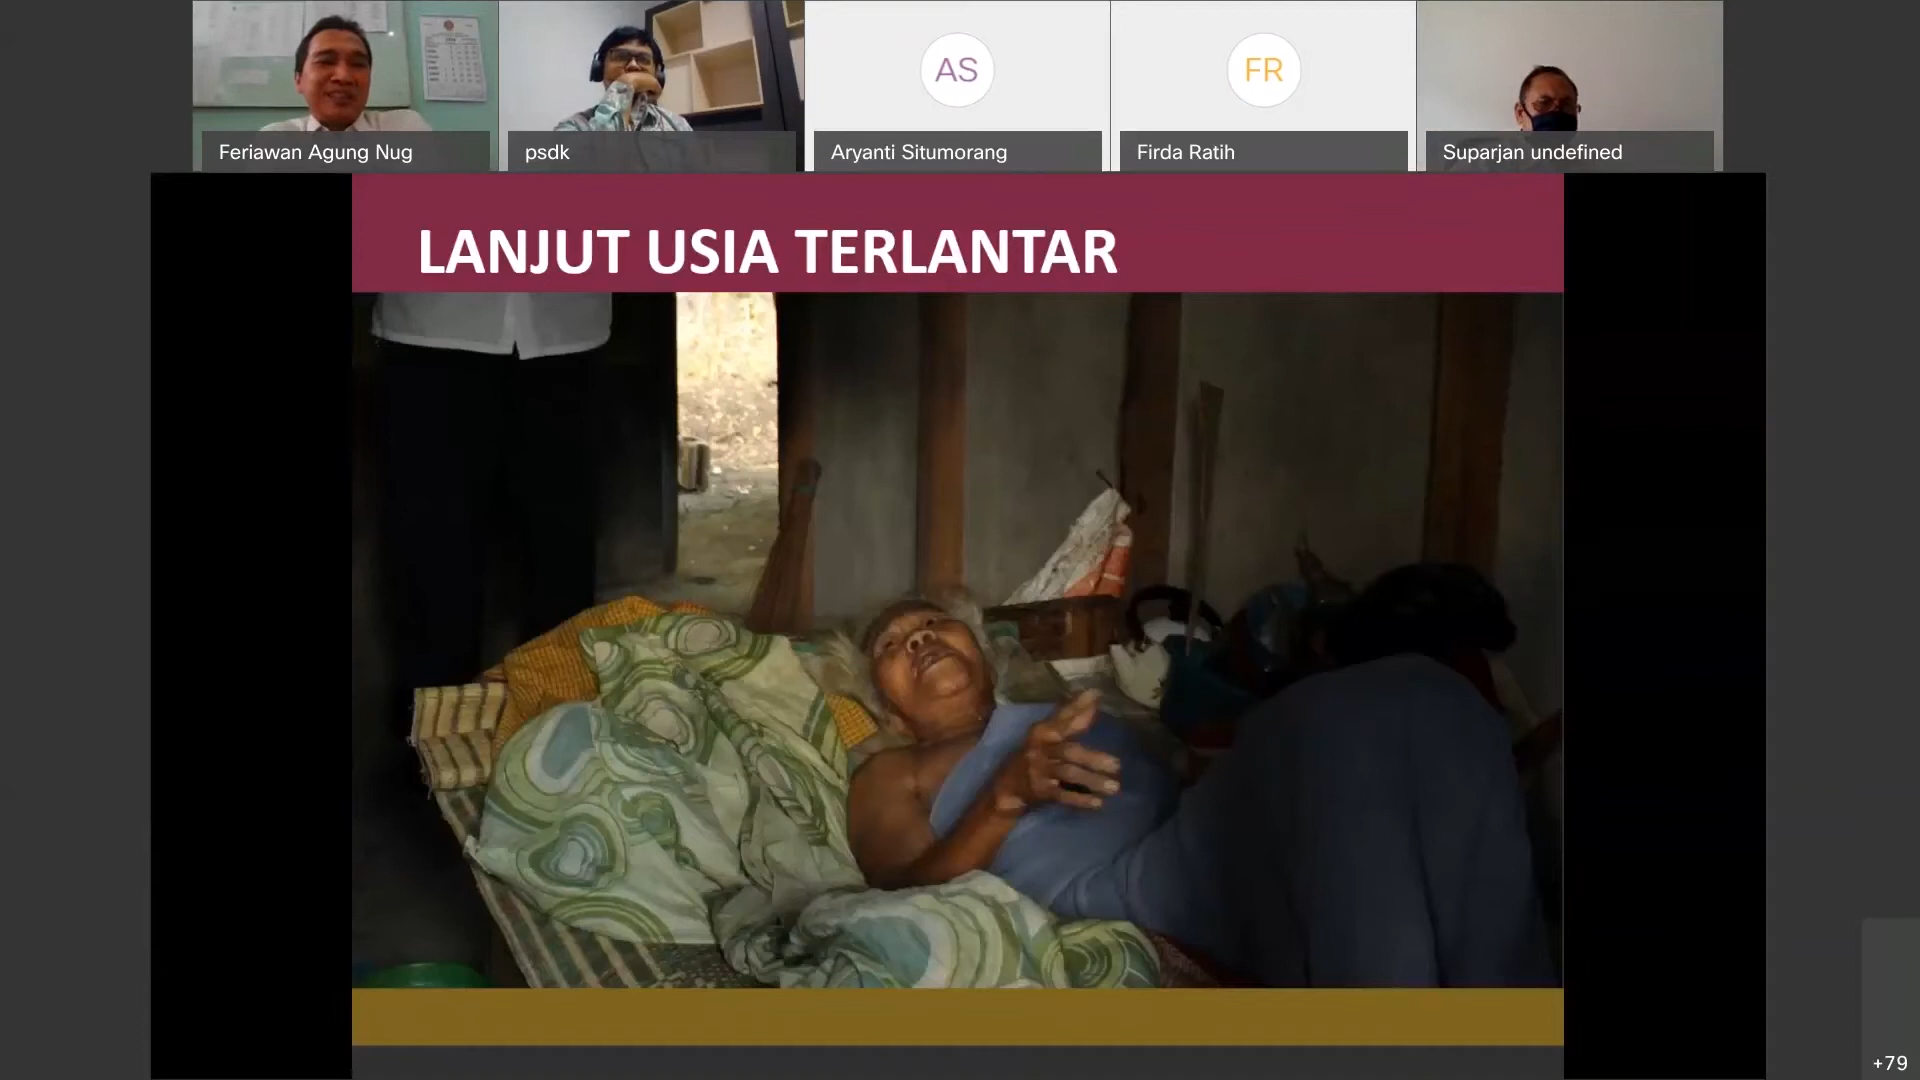 AS
FR
Feriawan Agung Nug
psdk
Aryanti Situmorang
Firda Ratih
Suparjan undefined
LANJUT USIA TERLANTAR
+79